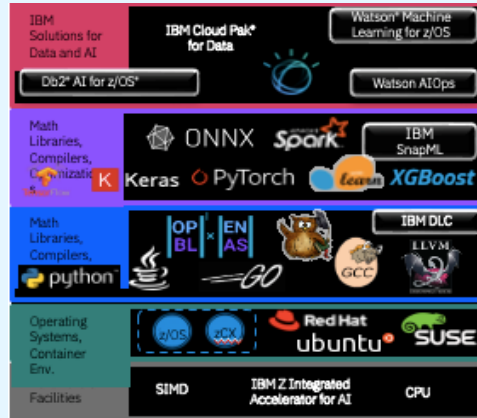 IBM
Solutions for
Data and AI
IBM Cloud Pak*
for Data
Watson* Machine
Learning for z/OS
Db2* AI for z/OS*
Watson AIOps
Math
Libraries,
Compilers,
ONNX
Spark
IBM
SnapML
K Keras
PyTorch
learn
XGBoost
Math
Libraries,
Compilers,
python
OP EN
BL AS
GO
GCC
IBM DLC
LLVM
Operating
Systems,
Container
Env.
z/OS
zCX
Red Hat
ubuntu
SUSE
Facilities
SIMD
IBM Z Integrated
Accelerator for AI
CPU